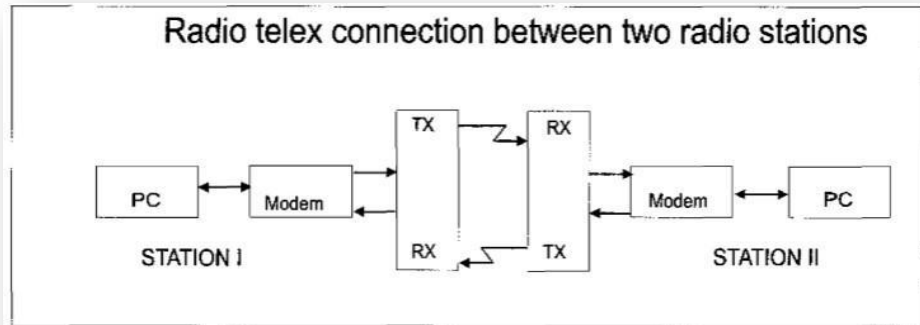 Radio telex connection between two radio stations
TX
RX
PC
Modem
Modem
PC
RX
TX
STATION I
STATION II